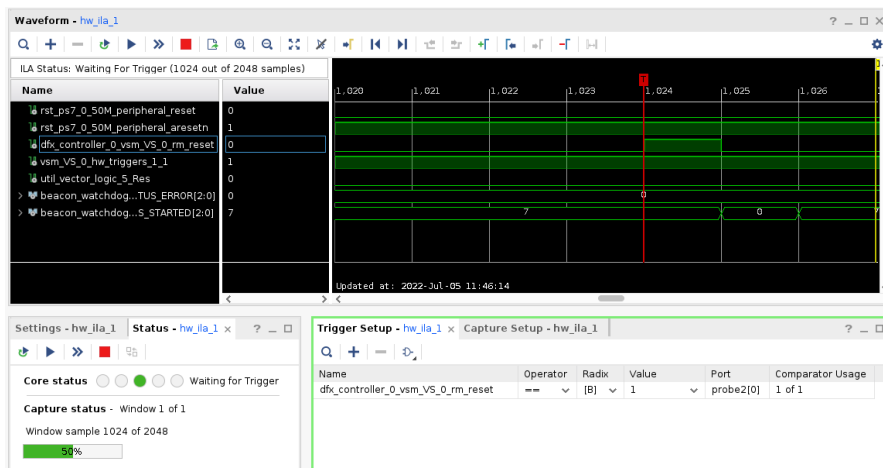 Waveform - hw_ila_1
ILA Status: Waiting For Trigger (1024 out of 2048 samples)
Name Value
rst_ps7_0_50M_peripheral_reset 0
rst_ps7_0_50M_peripheral_aresetn 1
dfx_controller_0_vsm_VS_0_rm_reset 0
vsm_VS_0_hw_triggers_1_1 1
util_vector_logic_5_Res 0
beacon_watchdog...TUS_ERROR[2:0] 0
beacon_watchdog...S_STARTED[2:0] 7
T
1,020 1,021 1,022 1,023 1,024 1,025 1,026
0
7 0 7
Updated at: 2022-Jul-05 11:46:14
Settings - hw_ila_1 Status - hw_ila_1
Core status Waiting for Trigger
Capture status - Window 1 of 1
Window sample 1024 of 2048
50%
Trigger Setup - hw_ila_1 Capture Setup - hw_ila_1
Name Operator Radix Value Port Comparator Usage
dfx_controller_0_vsm_VS_0_rm_reset == [B] 1 probe2[0] 1 of 1